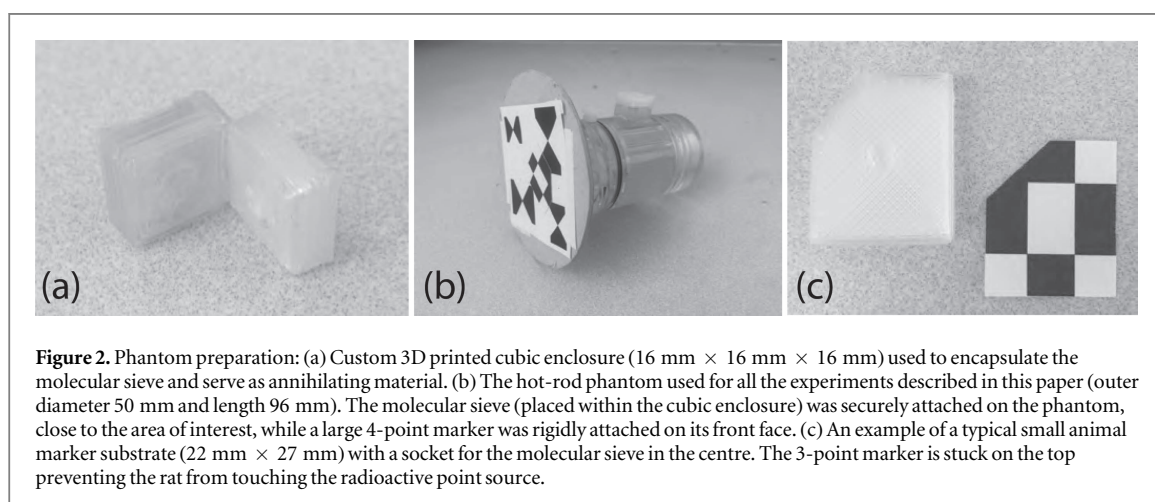 (a)
(b)
(c)
Figure 2. Phantom preparation: (a) Custom 3D printed cubic enclosure (16 mm × 16 mm × 16 mm) used to encapsulate the
molecular sieve and serve as annihilating material. (b) The hot-rod phantom used for all the experiments described in this paper (outer
diameter 50 mm and length 96 mm). The molecular sieve (placed within the cubic enclosure) was securely attached on the phantom,
close to the area of interest, while a large 4-point marker was rigidly attached on its front face. (c) An example of a typical small animal
marker substrate (22 mm × 27 mm) with a socket for the molecular sieve in the centre. The 3-point marker is stuck on the top
preventing the rat from touching the radioactive point source.